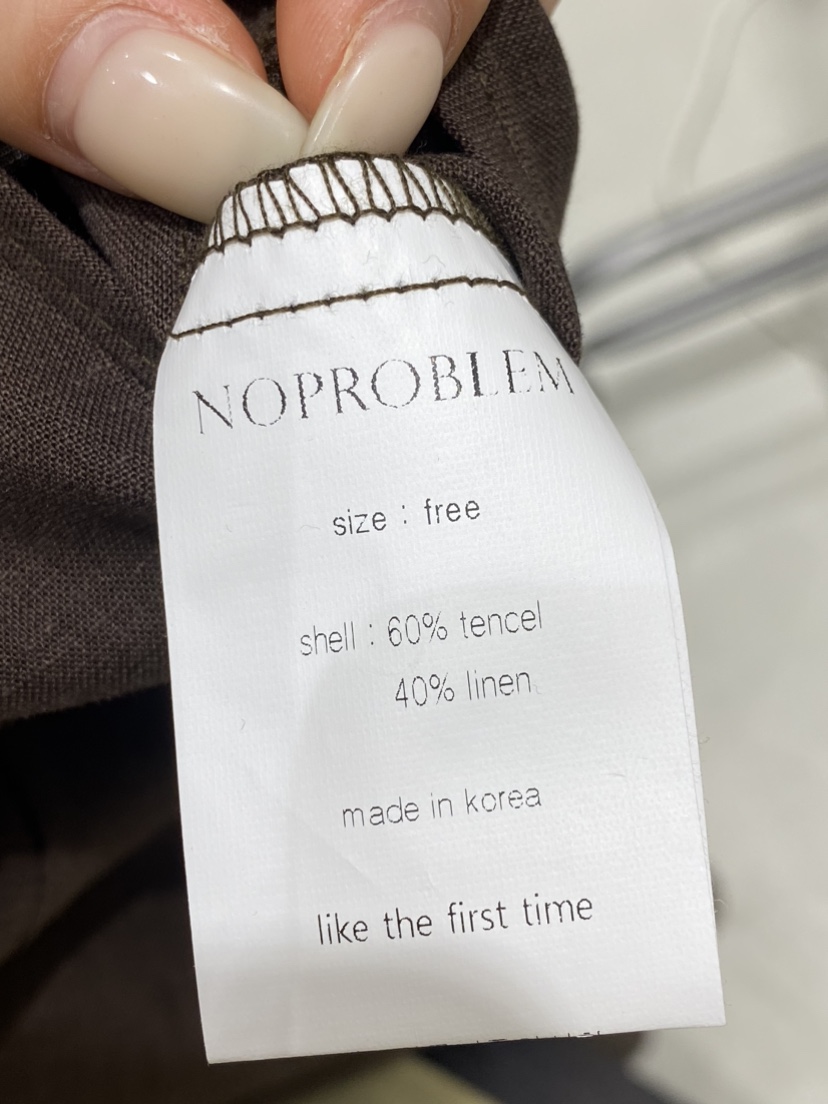 NOPROBLEM
size : free
shell : 60% tencel
40% linen
made in korea
like the first time